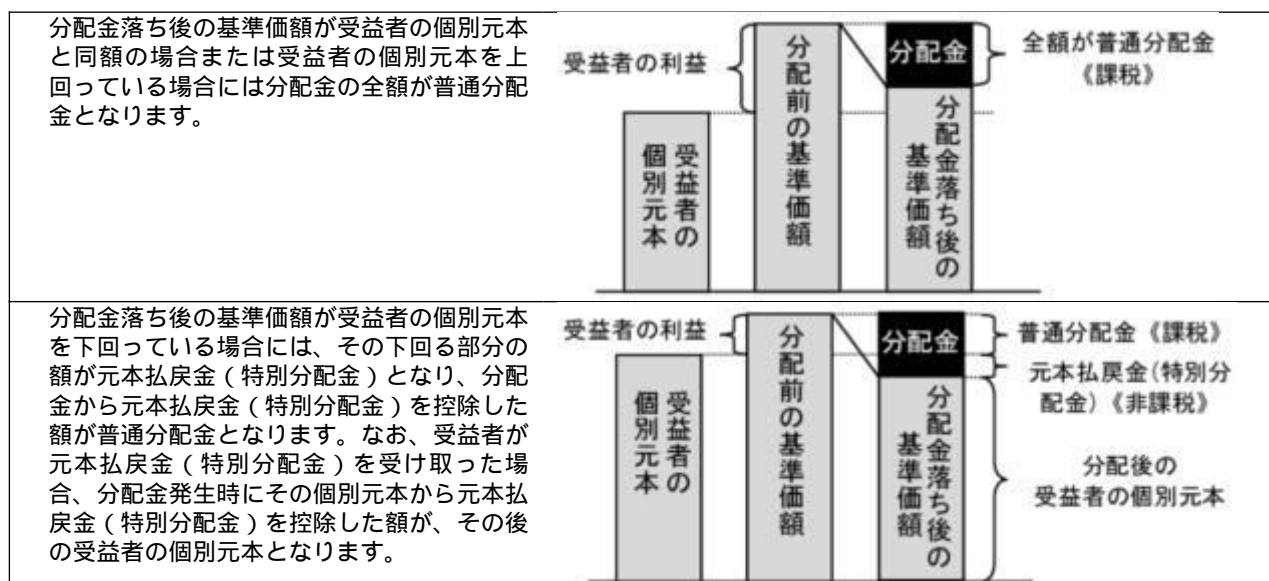 分配金落ち後の基準価額が受益者の個別元本
と同額の場合または受益者の個別元本を上
回っている場合には分配金の全額が普通分配
金となります。
受益者の利益
受益者の
個別元本
分配前の基準価額
分配金
分配金落ち後の
基準価額
全額が普通分配金
《課税》
分配金落ち後の基準価額が受益者の個別元本
を下回っている場合には、その下回る部分の
額が元本払戻金（特別分配金）となり、分配
金から元本払戻金（特別分配金）を控除した
額が普通分配金となります。なお、受益者が
元本払戻金（特別分配金）を受け取った場
合、分配金発生時にその個別元本から元本払
戻金（特別分配金）を控除した額が、その後
の受益者の個別元本となります。
受益者の利益
受益者の
個別元本
分配前の基準価額
分配金
分配金落ち後の
基準価額
普通分配金《課税》
元本払戻金(特別分
配金)《非課税》
分配後の
受益者の個別元本